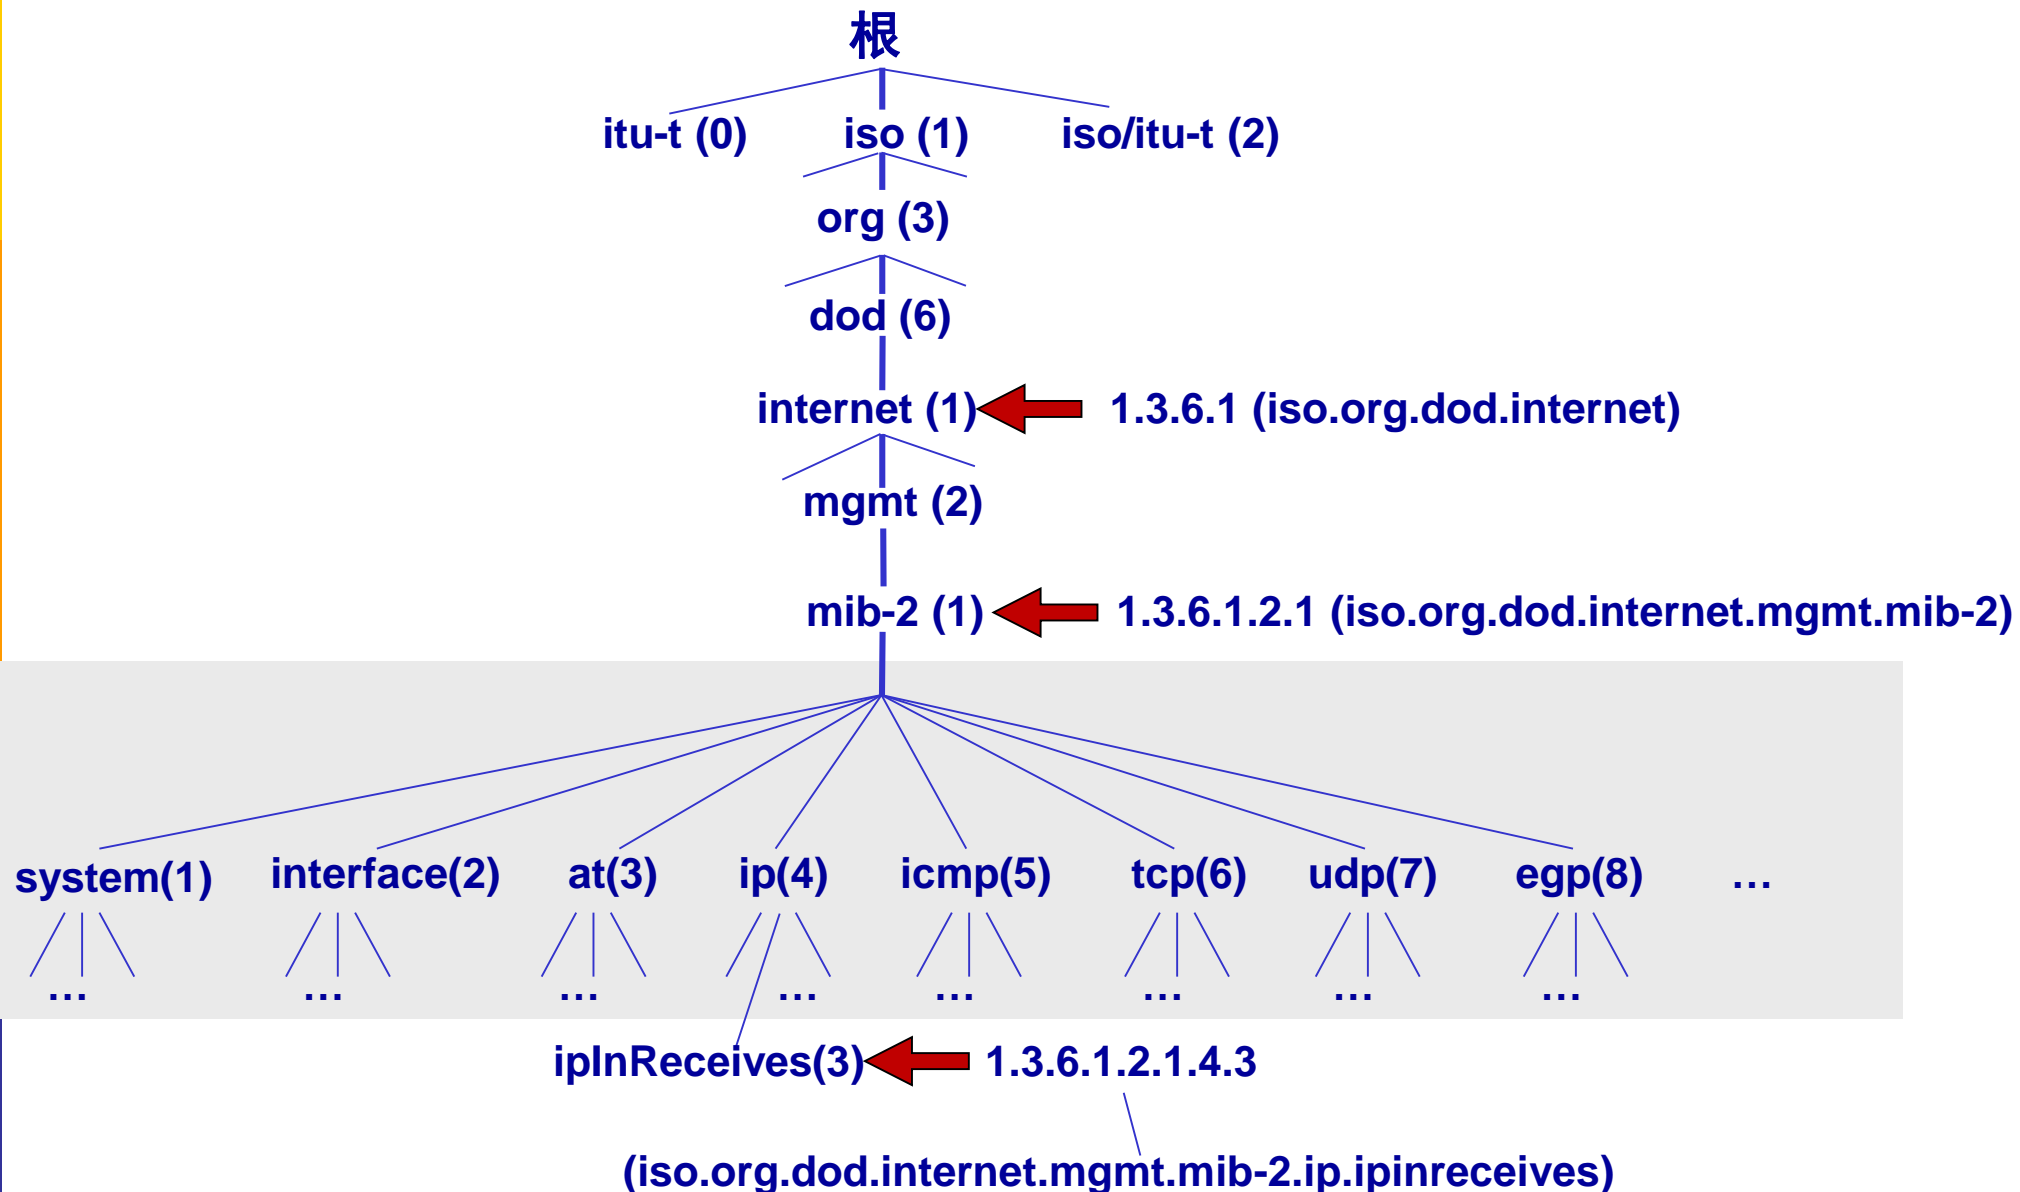 根
itu-t (0) iso (1) iso/itu-t (2)
org (3)
dod (6)
internet (1) 1.3.6.1 (iso.org.dod.internet)
mgmt (2)
mib-2 (1) 1.3.6.1.2.1 (iso.org.dod.internet.mgmt.mib-2)
system(1) interface(2) at(3) ip(4) icmp(5) tcp(6) udp(7) egp(8) …
… … … … … … … …
ipInReceives(3) 1.3.6.1.2.1.4.3
(iso.org.dod.internet.mgmt.mib-2.ip.ipinreceives)